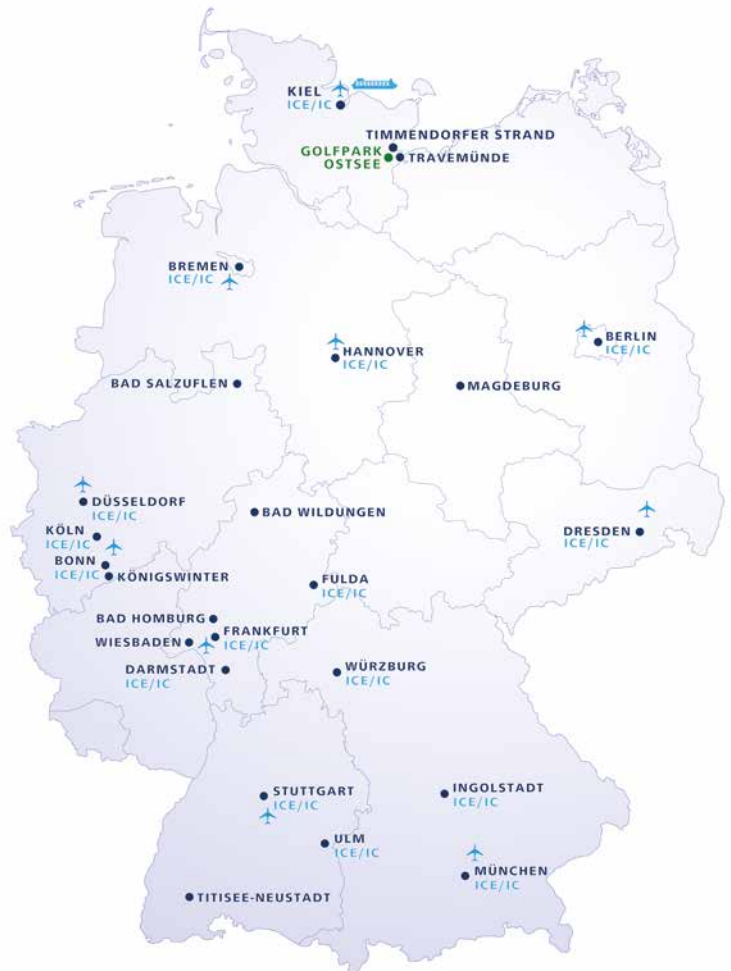 KIEL
ICE/IC
TIMMENDORFER STRAND
GOLFPARK
OSTSEE
TRAVEMÜNDE
BREMEN
ICE/IC
HANNOVER
ICE/IC
BERLIN
ICE/IC
BAD SALZUFLEN
MAGDEBURG
DÜSSELDORF
ICE/IC
BAD WILDUNGEN
KÖLN
ICE/IC
DRESDEN
ICE/IC
BONN
ICE/IC
KÖNIGSWINTER
FULDA
ICE/IC
BAD HOMBURG
FRANKFURT
ICE/IC
WIESBADEN
DARMSTADT
ICE/IC
WÜRZBURG
ICE/IC
STUTTGART
ICE/IC
INGOLSTADT
ICE/IC
ULM
ICE/IC
MÜNCHEN
ICE/IC
TITISEE-NEUSTADT